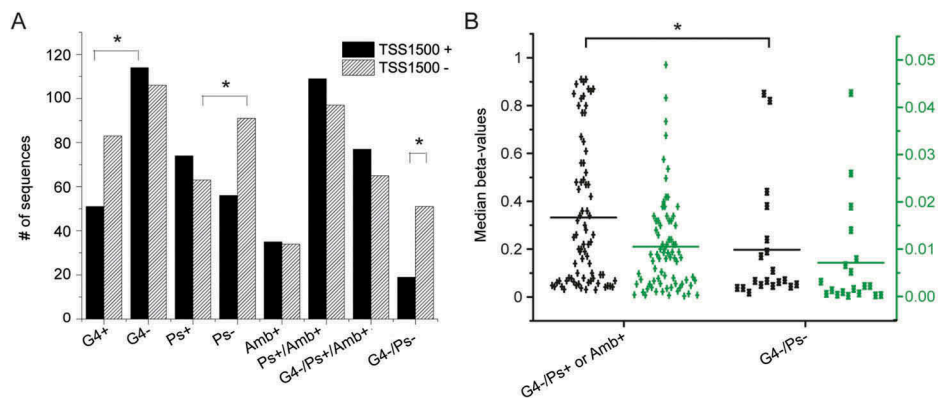 A
B
*
*
*
*
TSS1500 +
TSS1500 -
# of sequences
120
100
80
60
40
20
0
G4+
G4-
Ps+
Ps-
Amb+
Ps+/Amb+
G4-/Ps+/Amb+
G4-/Ps-
Median beta-values
1
0.8
0.6
0.4
0.2
0
0.05
0.04
0.03
0.02
0.01
0.00
G4-/Ps+ or Amb+
G4-/Ps-